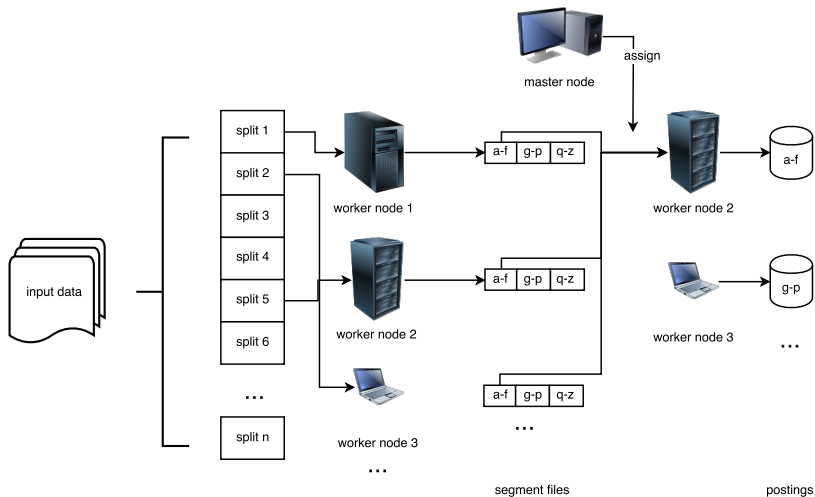 master node
assign
input data
split 1
split 2
split 3
split 4
split 5
split 6
...
split n
worker node 1
worker node 2
worker node 3
...
a-f g-p q-z
a-f g-p q-z
a-f g-p q-z
...
segment files
worker node 2
worker node 3
a-f
g-p
...
postings